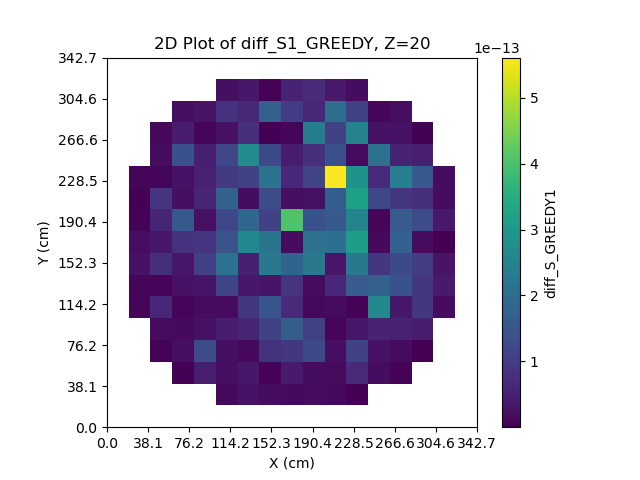 2D Plot of diff_S1_GREEDY, Z=20
1e−13
342.7
304.6
266.6
228.5
190.4
152.3
114.2
76.2
38.1
0.0
Y (cm)
0.0 38.1 76.2 114.2 152.3 190.4 228.5 266.6 304.6 342.7
X (cm)
5
4
3
2
1
diff_S_GREEDY1